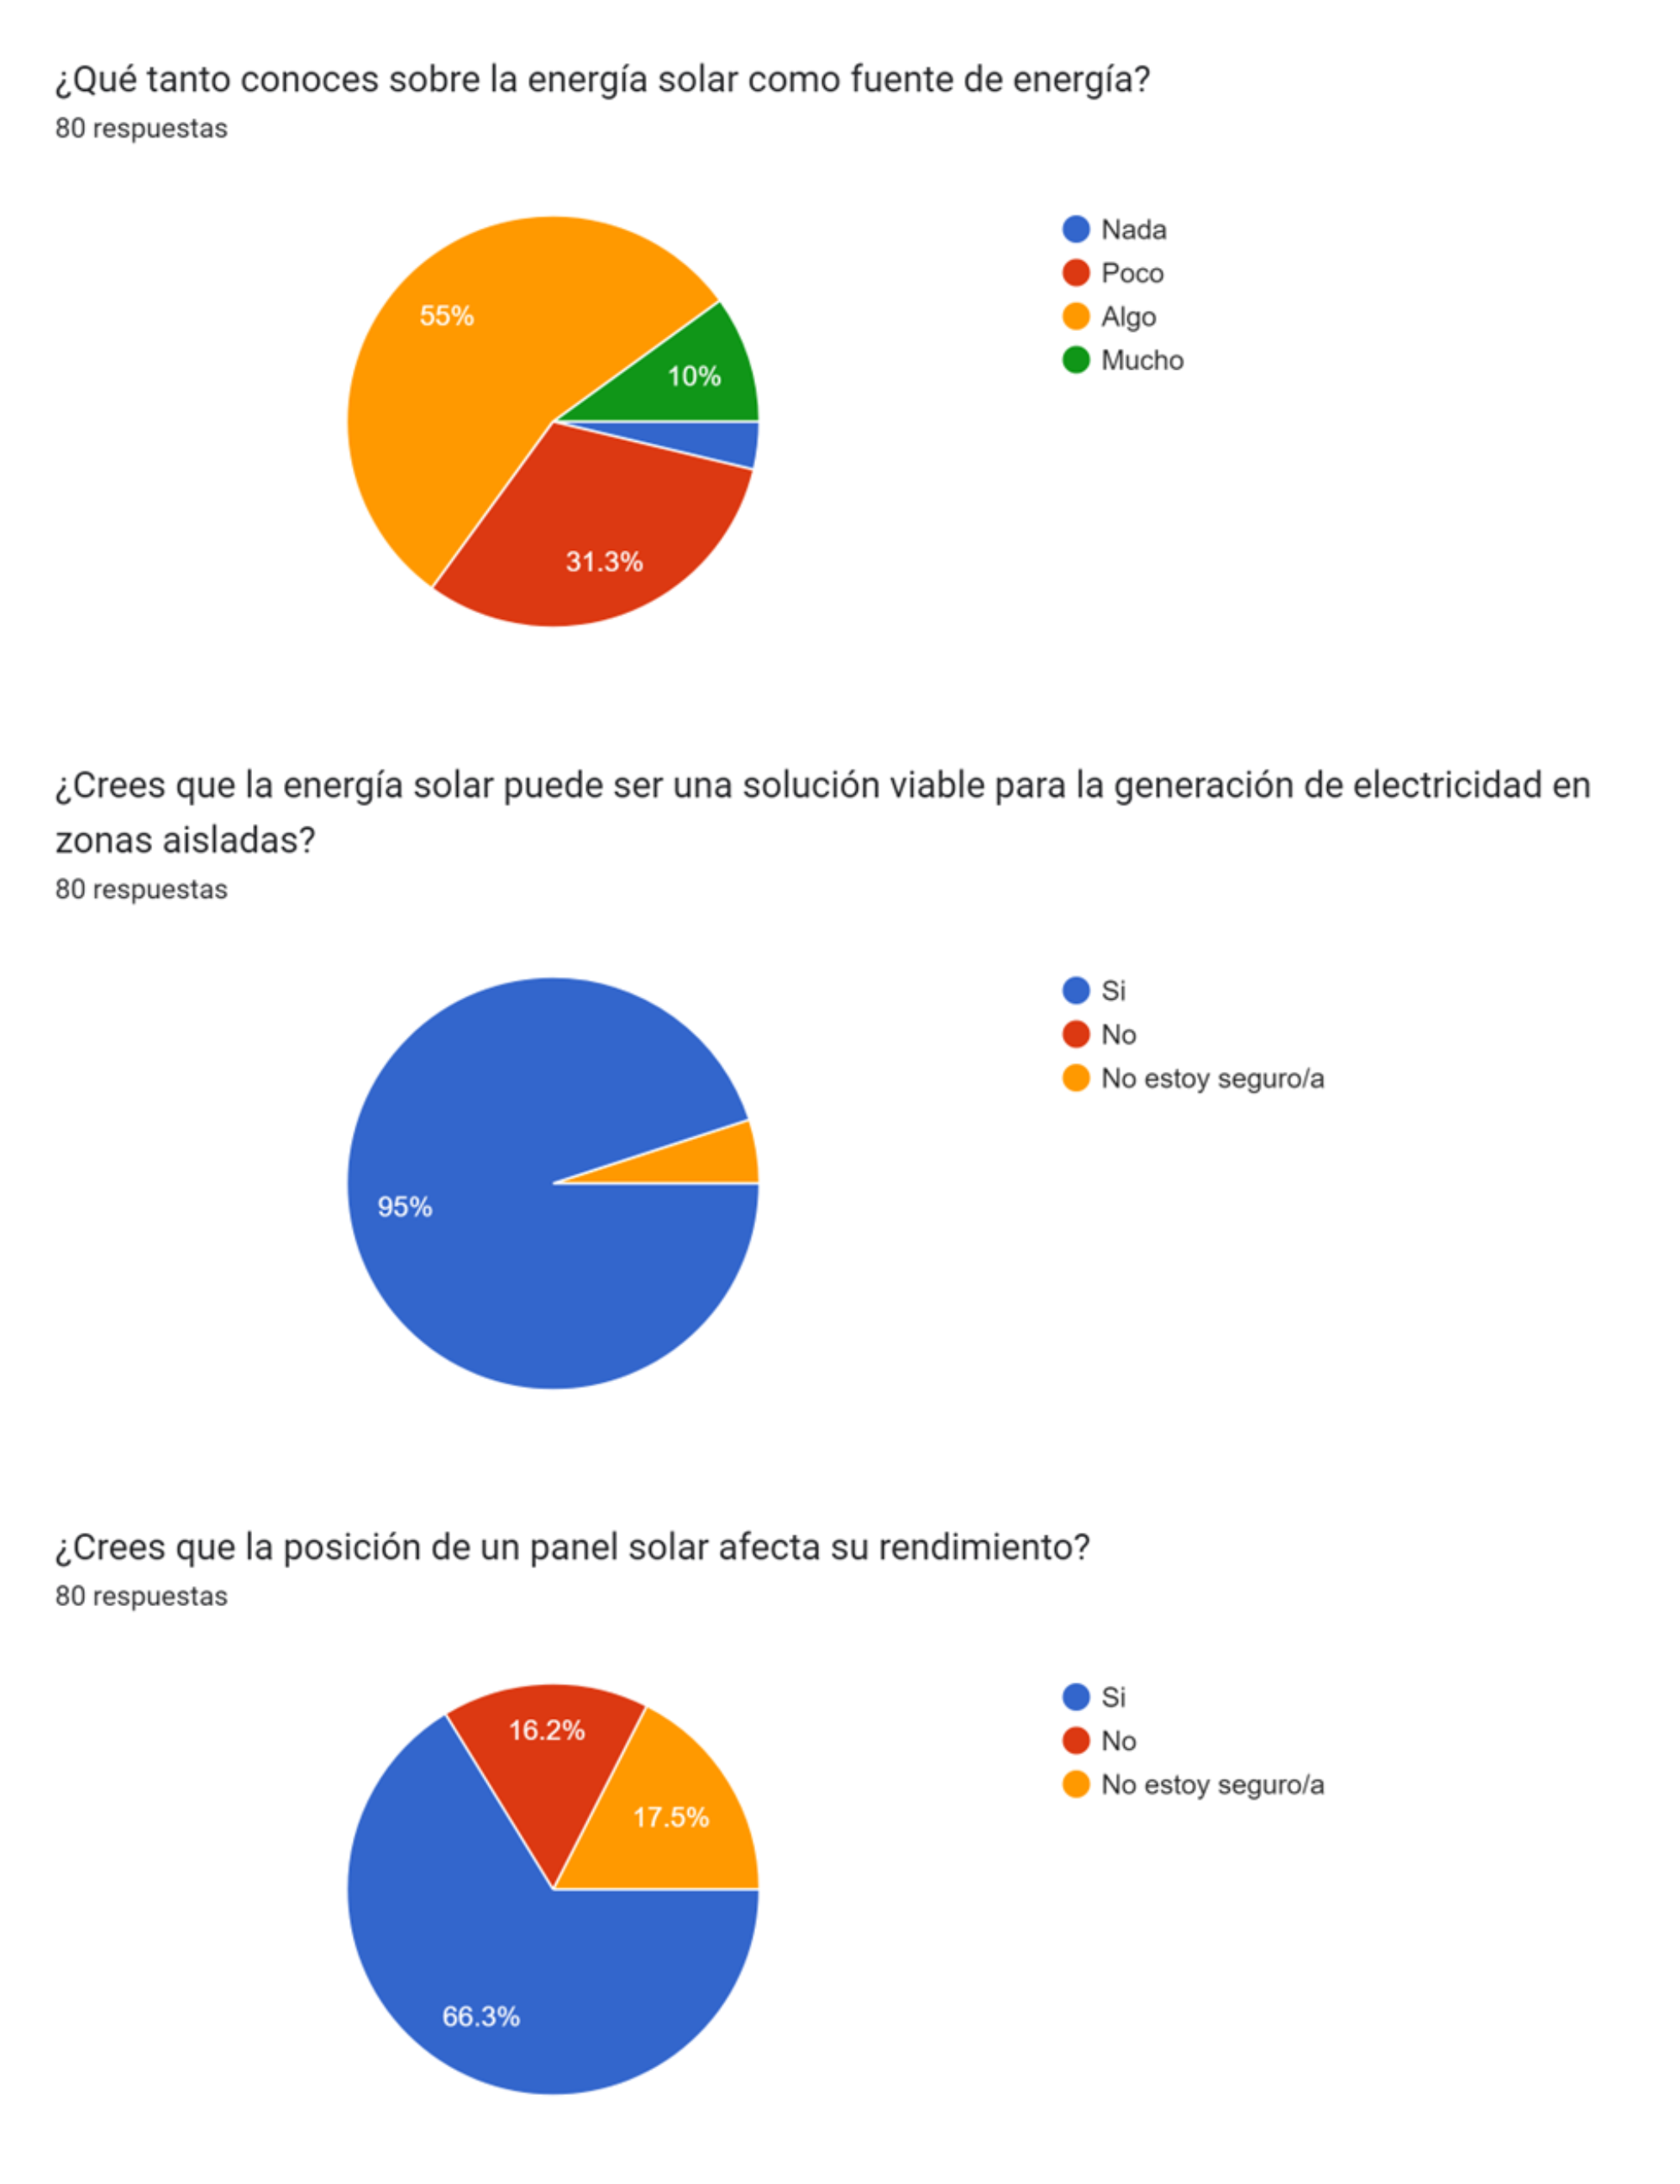 ¿Qué tanto conoces sobre la energía solar como fuente de energía?
80 respuestas
Nada
Poco
Algo
Mucho
55%
10%
31.3%
¿Crees que la energía solar puede ser una solución viable para la generación de electricidad en
zonas aisladas?
80 respuestas
Si
No
No estoy seguro/a
95%
¿Crees que la posición de un panel solar afecta su rendimiento?
80 respuestas
Si
No
No estoy seguro/a
16.2%
17.5%
66.3%